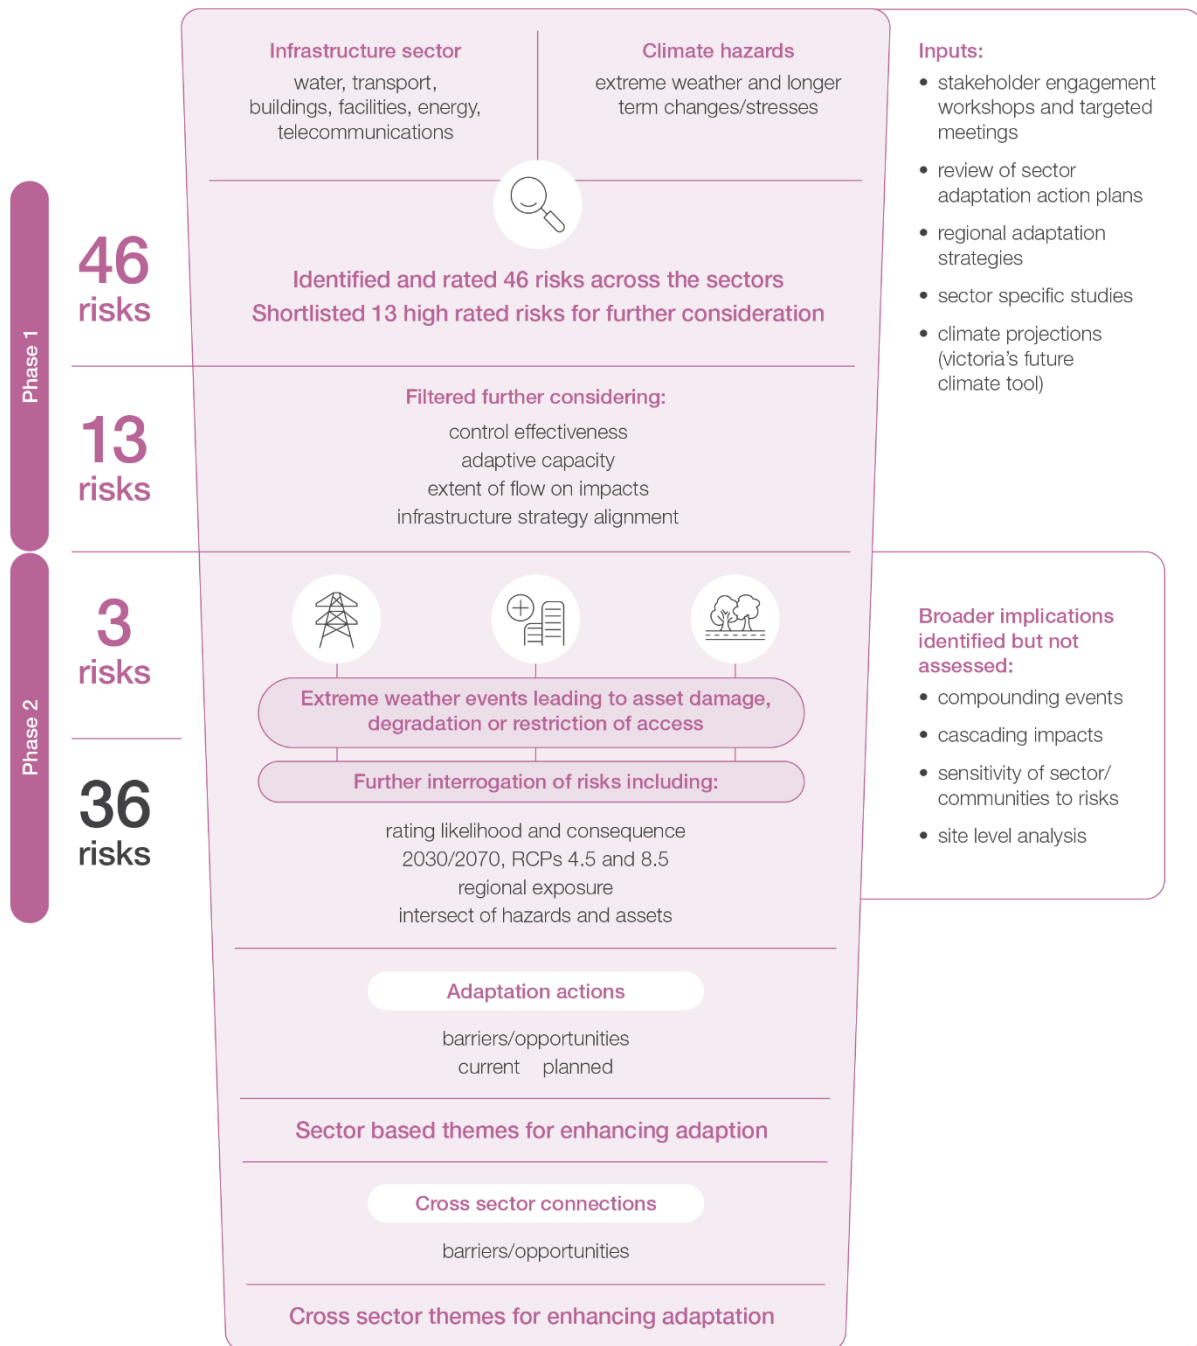 Infrastructure sector
water, transport,
buildings, facilities, energy,
telecommunications
Climate hazards
extreme weather and longer
term changes/stresses
Inputs:
• stakeholder engagement
workshops and targeted
meetings
• review of sector
adaptation action plans
• regional adaptation
strategies
• sector specific studies
• climate projections
(victoria's future
climate tool)
Phase 1
46
risks
Identified and rated 46 risks across the sectors
Shortlisted 13 high rated risks for further consideration
13
risks
Filtered further considering:
control effectiveness
adaptive capacity
extent of flow on impacts
infrastructure strategy alignment
Phase 2
3
risks
Extreme weather events leading to asset damage,
degradation or restriction of access
36
risks
Further interrogation of risks including:
rating likelihood and consequence
2030/2070, RCPs 4.5 and 8.5
regional exposure
intersect of hazards and assets
Broader implications
identified but not
assessed:
• compounding events
• cascading impacts
• sensitivity of sector/
communities to risks
• site level analysis
Adaptation actions
barriers/opportunities
current planned
Sector based themes for enhancing adaption
Cross sector connections
barriers/opportunities
Cross sector themes for enhancing adaptation